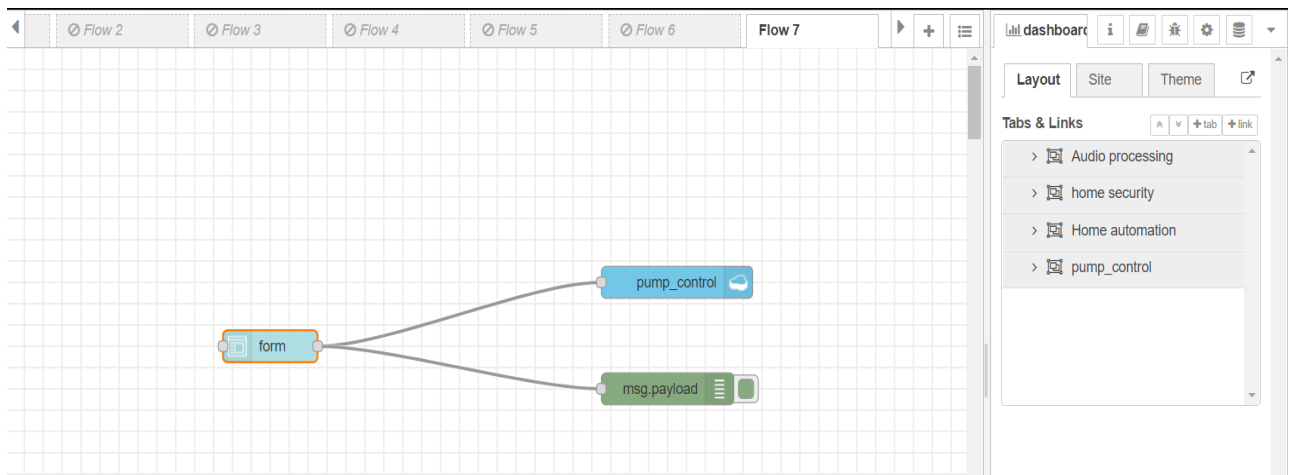 Flow 2
Flow 3
Flow 4
Flow 5
Flow 6
Flow 7
dashboard
Layout
Site
Theme
Tabs & Links
tab
link
Audio processing
home security
Home automation
pump_control
pump_control
form
msg.payload